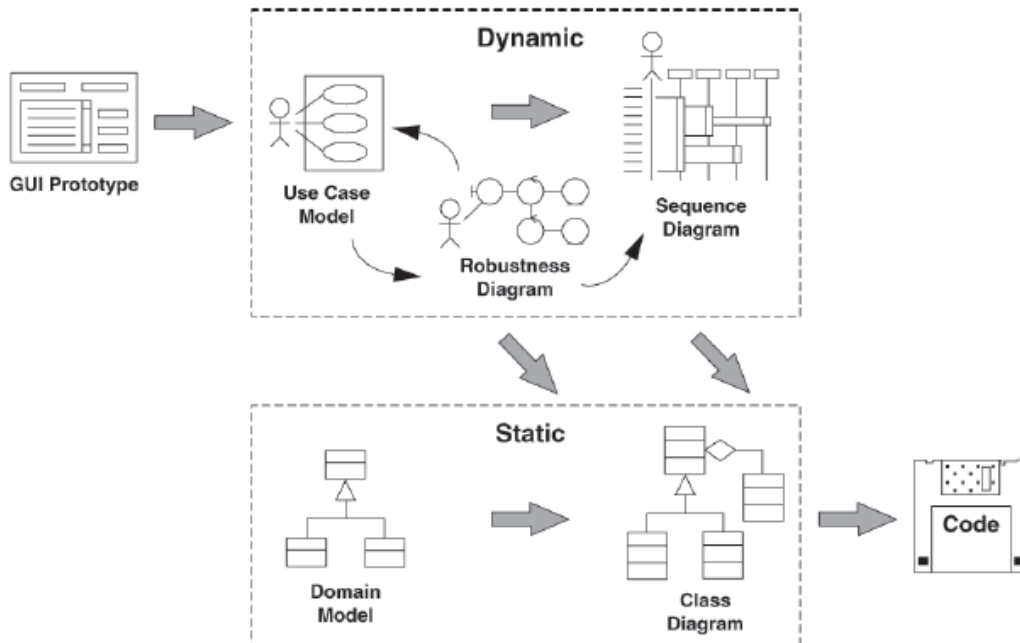 Dynamic
GUI Prototype
Use Case
Model
Robustness
Diagram
Sequence
Diagram
Static
Domain
Model
Class
Diagram
Code